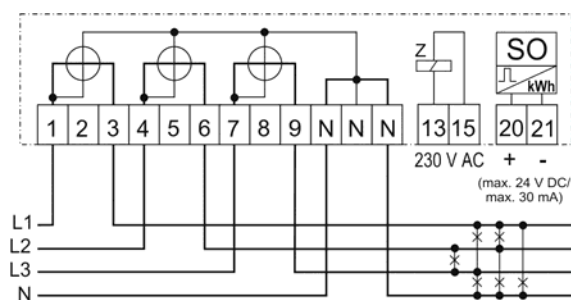 Z
SO
kWh
1 2 3 4 5 6 7 8 9 N N N 13 15 20 21
230 V AC + -
(max. 24 V DC/
max. 30 mA)
L1
L2
L3
N